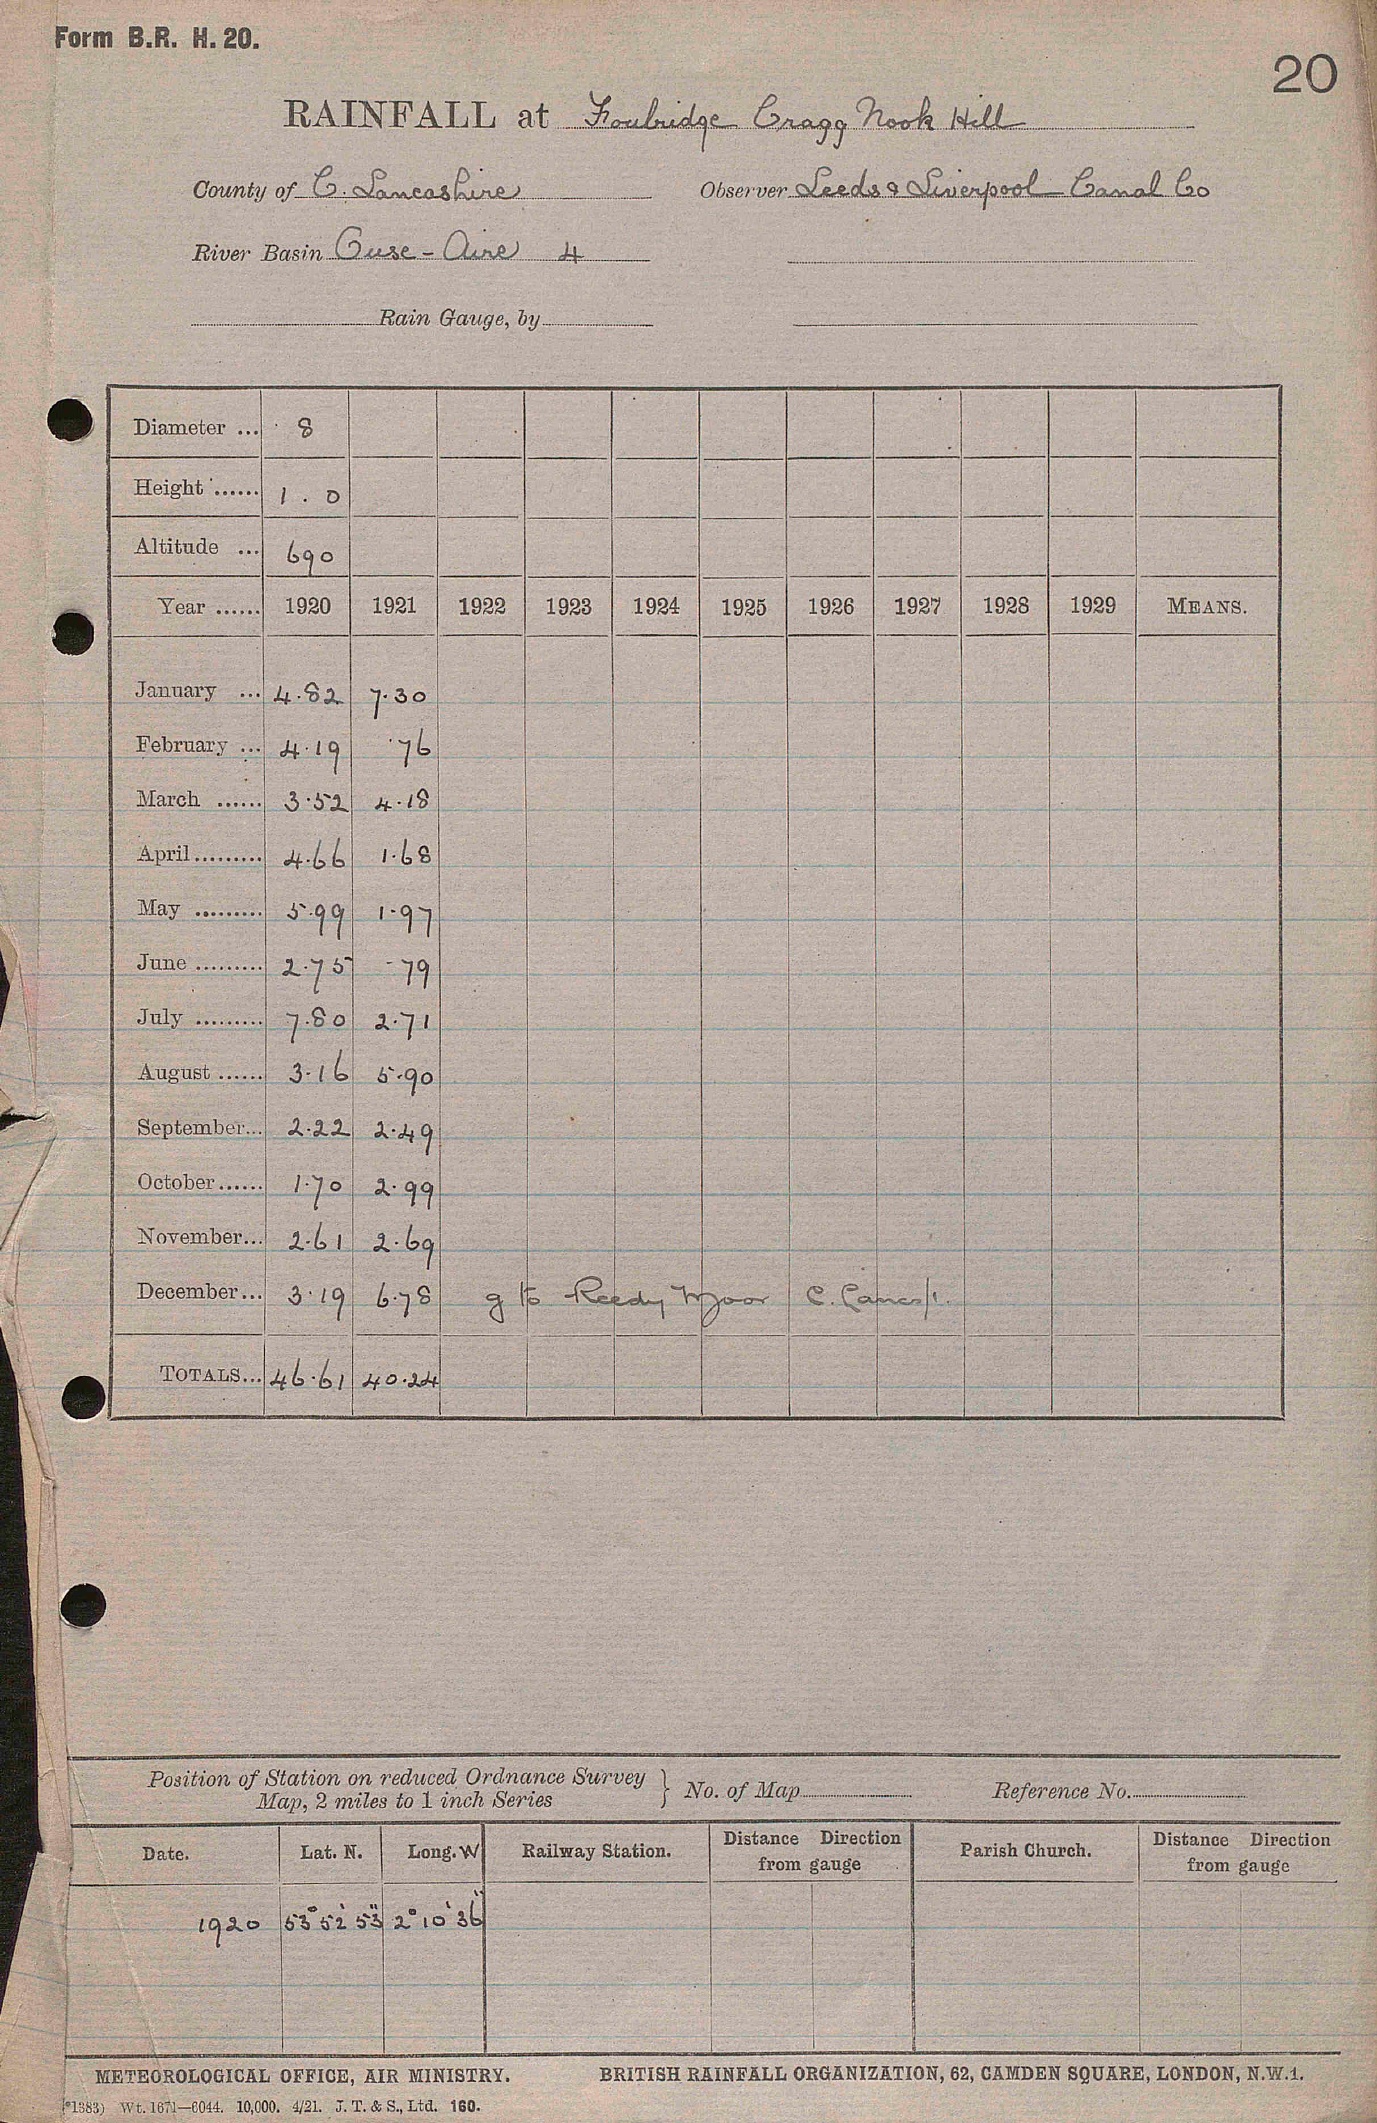 Form B.R. H. 20.
20
RAINFALL at Foulridge Cragg Nook Hill
County of C. Lancashire Observer Leeds & Liverpool Canal Co
River Basin Ouse - Aire 4
Rain Gauge, by
Diameter ... 8
Height ...... 1 . 0
Altitude ... 690
Year ...... 1920 1921 1922 1923 1924 1925 1926 1927 1928 1929 MEANS.
January ... 4.82 7.30
February ... 4.19 .76
March ...... 3.52 4.18
April ......... 4.66 1.68
May ......... 5.99 1.97
June ......... 2.75 .79
July ......... 7.80 2.71
August ...... 3.16 5.90
September... 2.22 2.49
October...... 1.70 2.99
November... 2.61 2.69
December... 3.19 6.78 g to Reedy Moor C. Lancs/.
TOTALS... 46.61 40.24
Position of Station on reduced Ordnance Survey
Map, 2 miles to 1 inch Series } No. of Map Reference No.
Date. Lat. N. Long. W Railway Station. Distance Direction from gauge Parish Church. Distance Direction from gauge
1920 53° 52' 53" 2° 10' 36"
METEOROLOGICAL OFFICE, AIR MINISTRY. BRITISH RAINFALL ORGANIZATION, 62, CAMDEN SQUARE, LONDON, N.W.1.
(*1383) Wt. 1671—6044. 10,000. 4/21. J. T. & S., Ltd. 160.